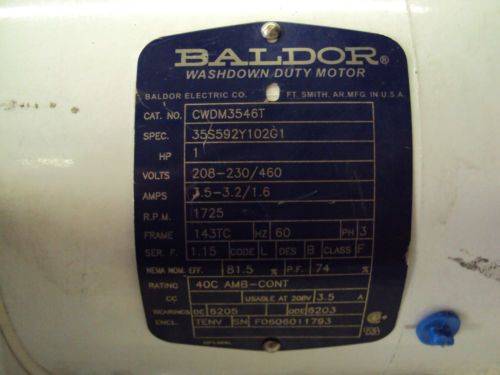 BALDOR®
WASHDOWN DUTY MOTOR
BALDOR ELECTRIC CO. FT. SMITH, AR. MFG. IN U.S.A.
CAT. NO. CWDM3546T
SPEC. 35S592Y102G1
HP 1
VOLTS 208-230/460
AMPS 3.5-3.2/1.6
R.P.M. 1725
FRAME 143TC HZ 60 PH 3
SER. F. 1.15 CODE L DES B CLASS F
NEMA NOM. EFF. 81.5 % P.F. 74 %
RATING 40C AMB-CONT
CC USABLE AT 208V 3.5 A
BEARINGS DE 6205 ODE 6203
ENCL. TENV SN F0606011793